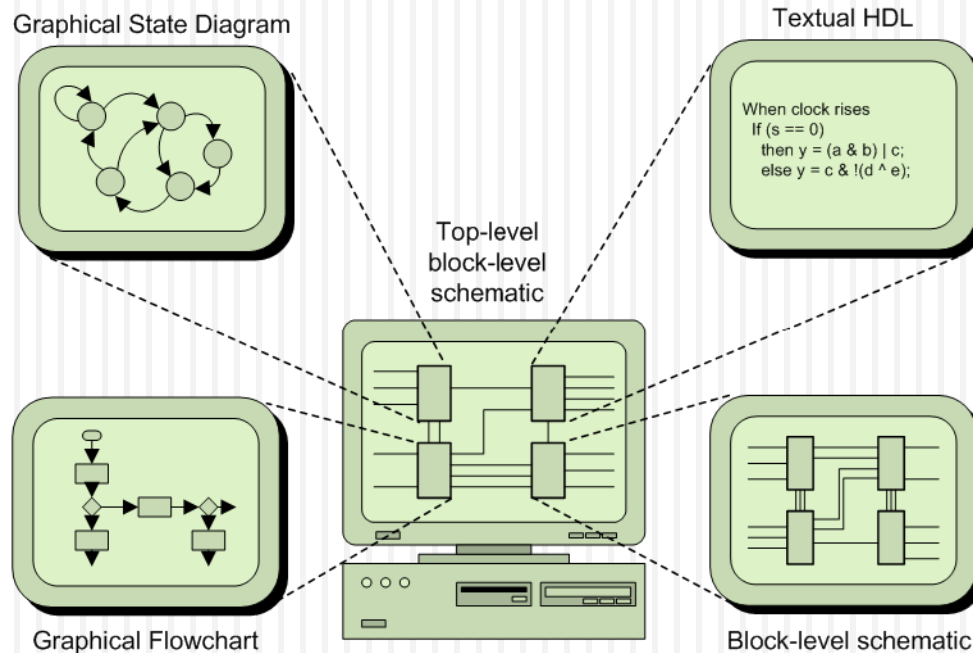 Graphical State Diagram
Textual HDL
When clock rises
If (s == 0)
then y = (a & b) | c;
else y = c & !(d ^ e);
Top-level
block-level
schematic
Graphical Flowchart
Block-level schematic